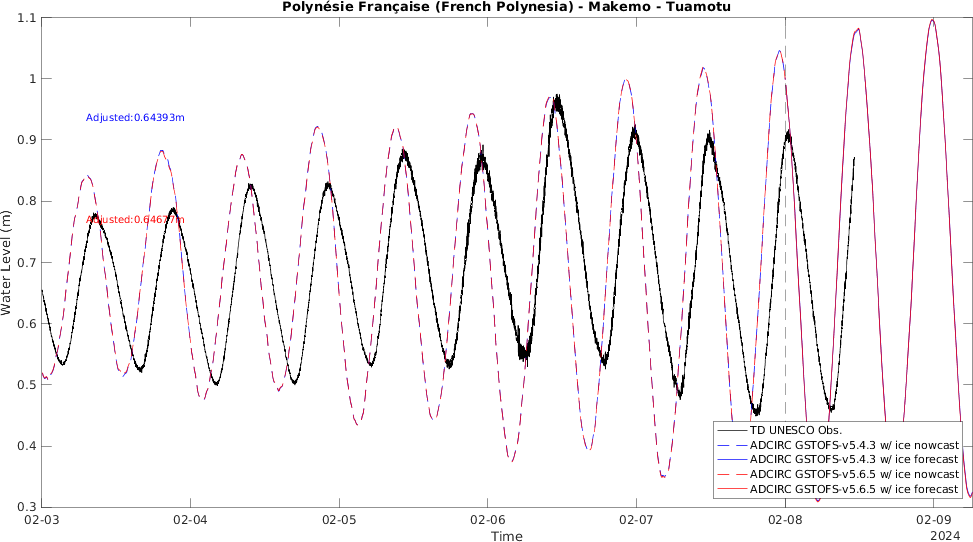 Polynésie Française (French Polynesia) - Makemo - Tuamotu
1.1
1
0.9
0.8
0.7
0.6
0.5
0.4
0.3
Water Level (m)
Adjusted:0.64393m
Adjusted:0.64677m
TD UNESCO Obs.
ADCIRC GSTOFS-v5.4.3 w/ ice nowcast
ADCIRC GSTOFS-v5.4.3 w/ ice forecast
ADCIRC GSTOFS-v5.6.5 w/ ice nowcast
ADCIRC GSTOFS-v5.6.5 w/ ice forecast
02-03 02-04 02-05 02-06 02-07 02-08 02-09
Time
2024